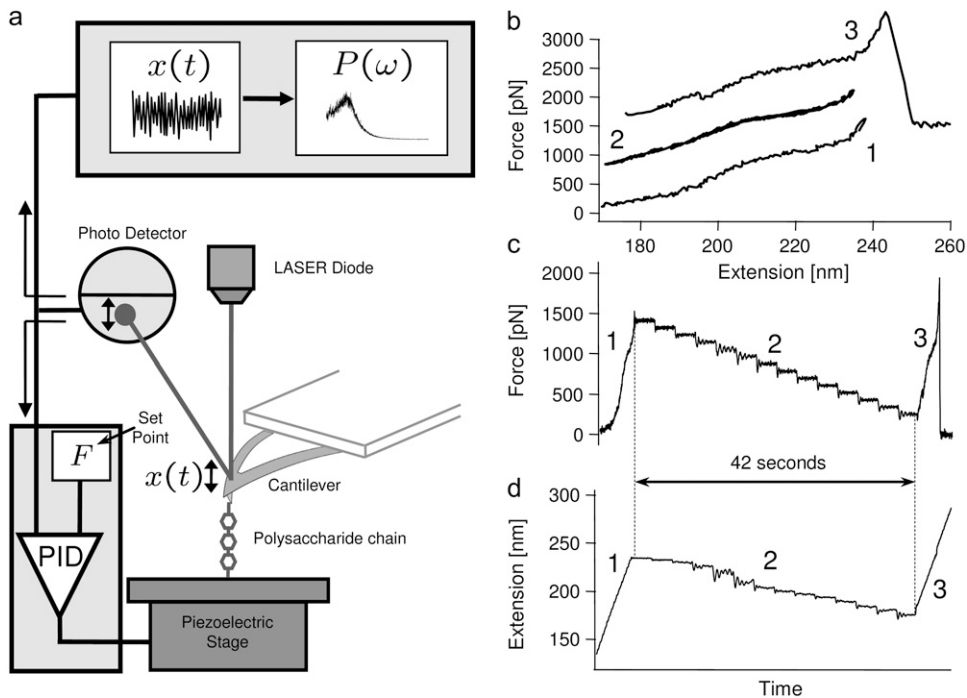 a
x(t)
P(ω)
Photo Detector
LASER Diode
Set
Point
F
x(t)
Cantilever
PID
Polysaccharide chain
Piezoelectric
Stage
b
Force [pN]
3000
2500
2000
1500
1000
500
0
3
2
1
180
200
220
240
260
Extension [nm]
c
Force [pN]
2000
1500
1000
500
0
1
2
3
42 seconds
d
Extension [nm]
300
250
200
150
1
2
3
Time